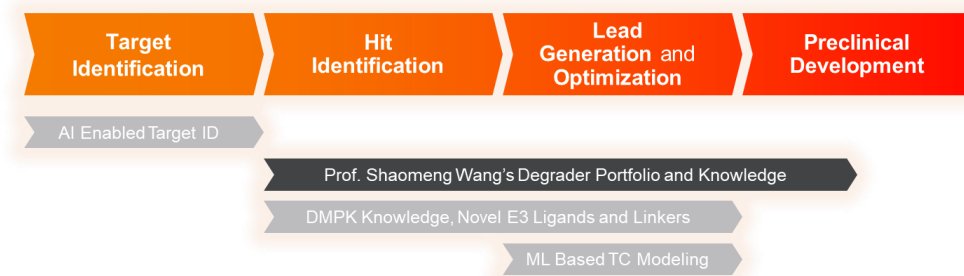 Target
Identification
Hit
Identification
Lead
Generation and
Optimization
Preclinical
Development
AI Enabled Target ID
Prof. Shaomeng Wang's Degrader Portfolio and Knowledge
DMPK Knowledge, Novel E3 Ligands and Linkers
ML Based TC Modeling